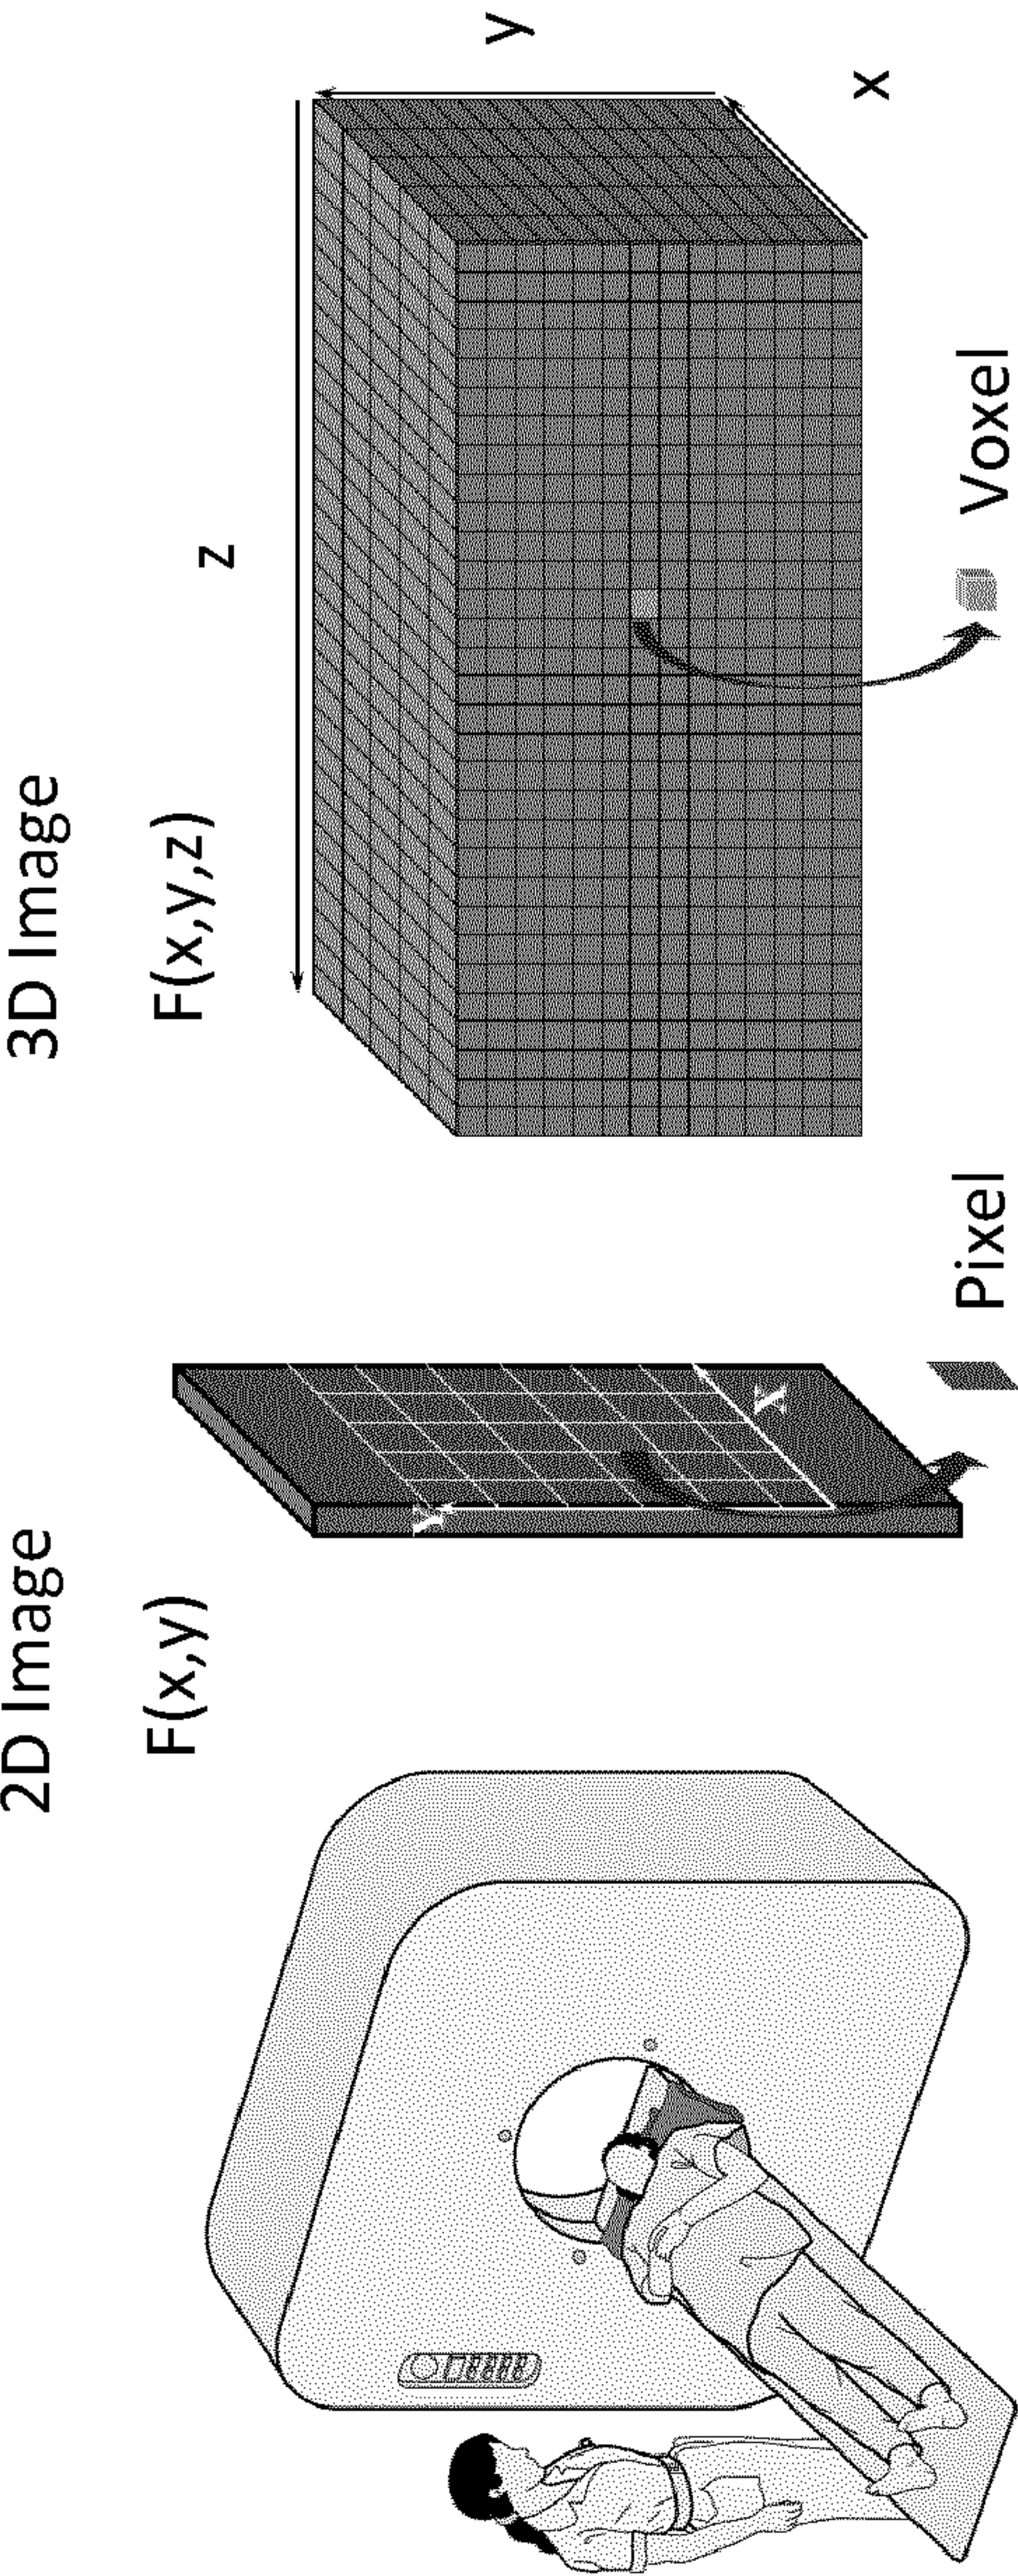 2D Image
3D Image
F(x,y)
F(x,y,z)
z
y
x
Y
X
Pixel
Voxel